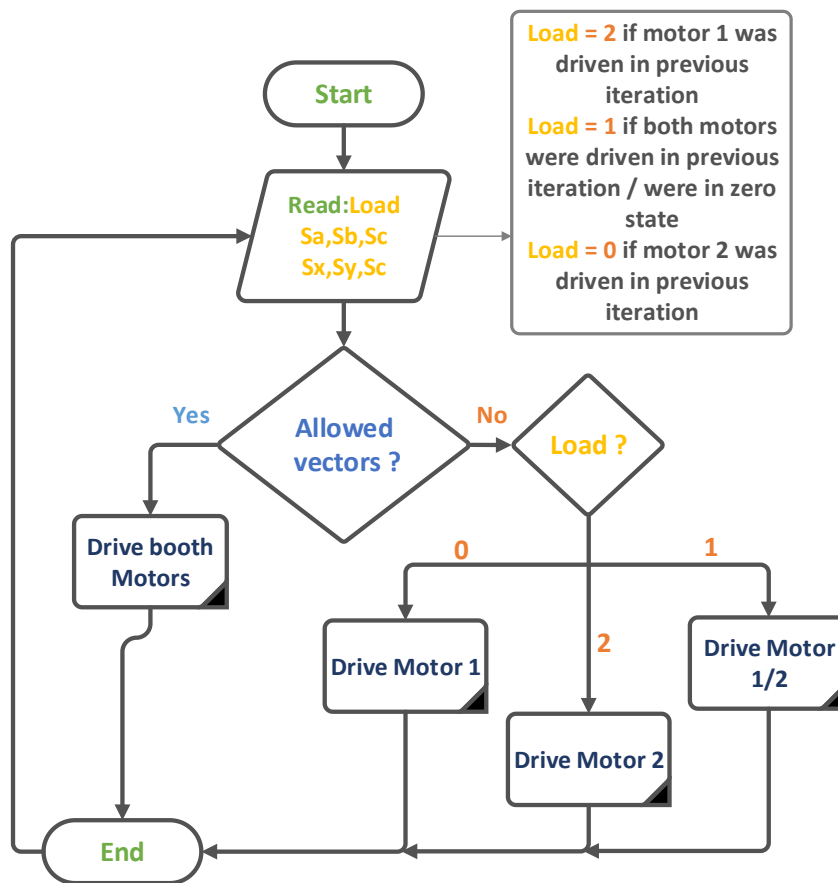 Start
Read:Load
Sa,Sb,Sc
Sx,Sy,Sc
Load = 2 if motor 1 was
driven in previous
iteration
Load = 1 if both motors
were driven in previous
iteration / were in zero
state
Load = 0 if motor 2 was
driven in previous
iteration
Yes
Allowed
vectors ?
No
Load ?
Drive booth
Motors
0
1
2
Drive Motor 1
Drive Motor
1/2
Drive Motor 2
End